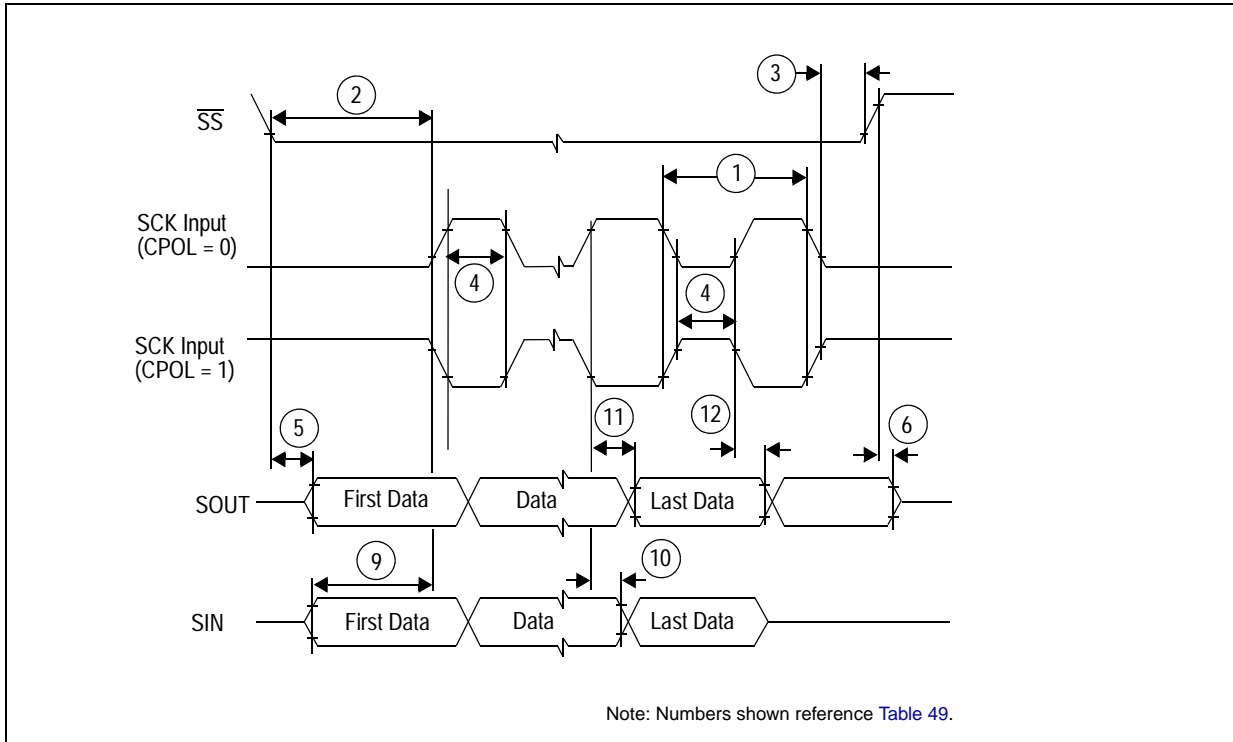 3
2
SS
1
SCK Input
(CPOL = 0)
4
4
SCK Input
(CPOL = 1)
11
12
5
6
SOUT
First Data
Data
Last Data
9
10
SIN
First Data
Data
Last Data
Note: Numbers shown reference Table 49.